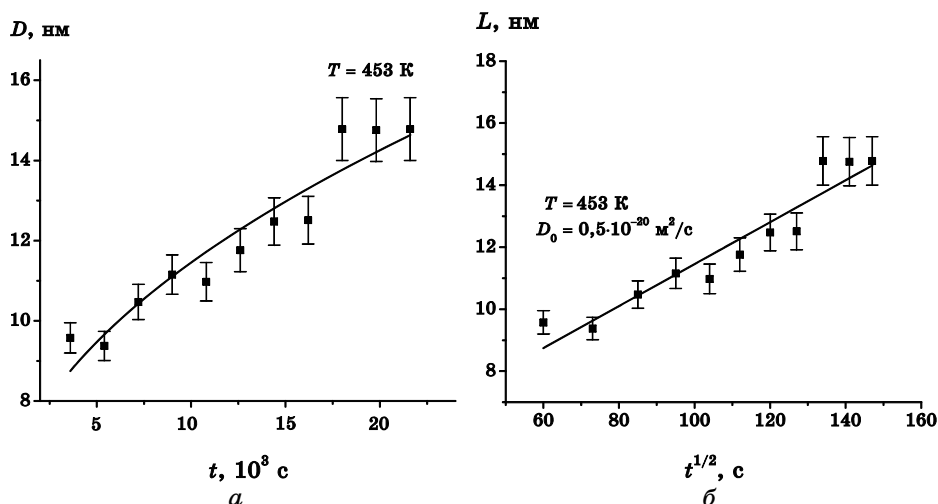 D, нм
16
14
12
10
8
T = 453 К
5
10
15
20
t, 10³ с
а
L, нм
18
16
14
12
10
8
T = 453 К
D₀ = 0,5·10⁻²⁰ м²/с
60
80
100
120
140
160
t^1/2, с
б